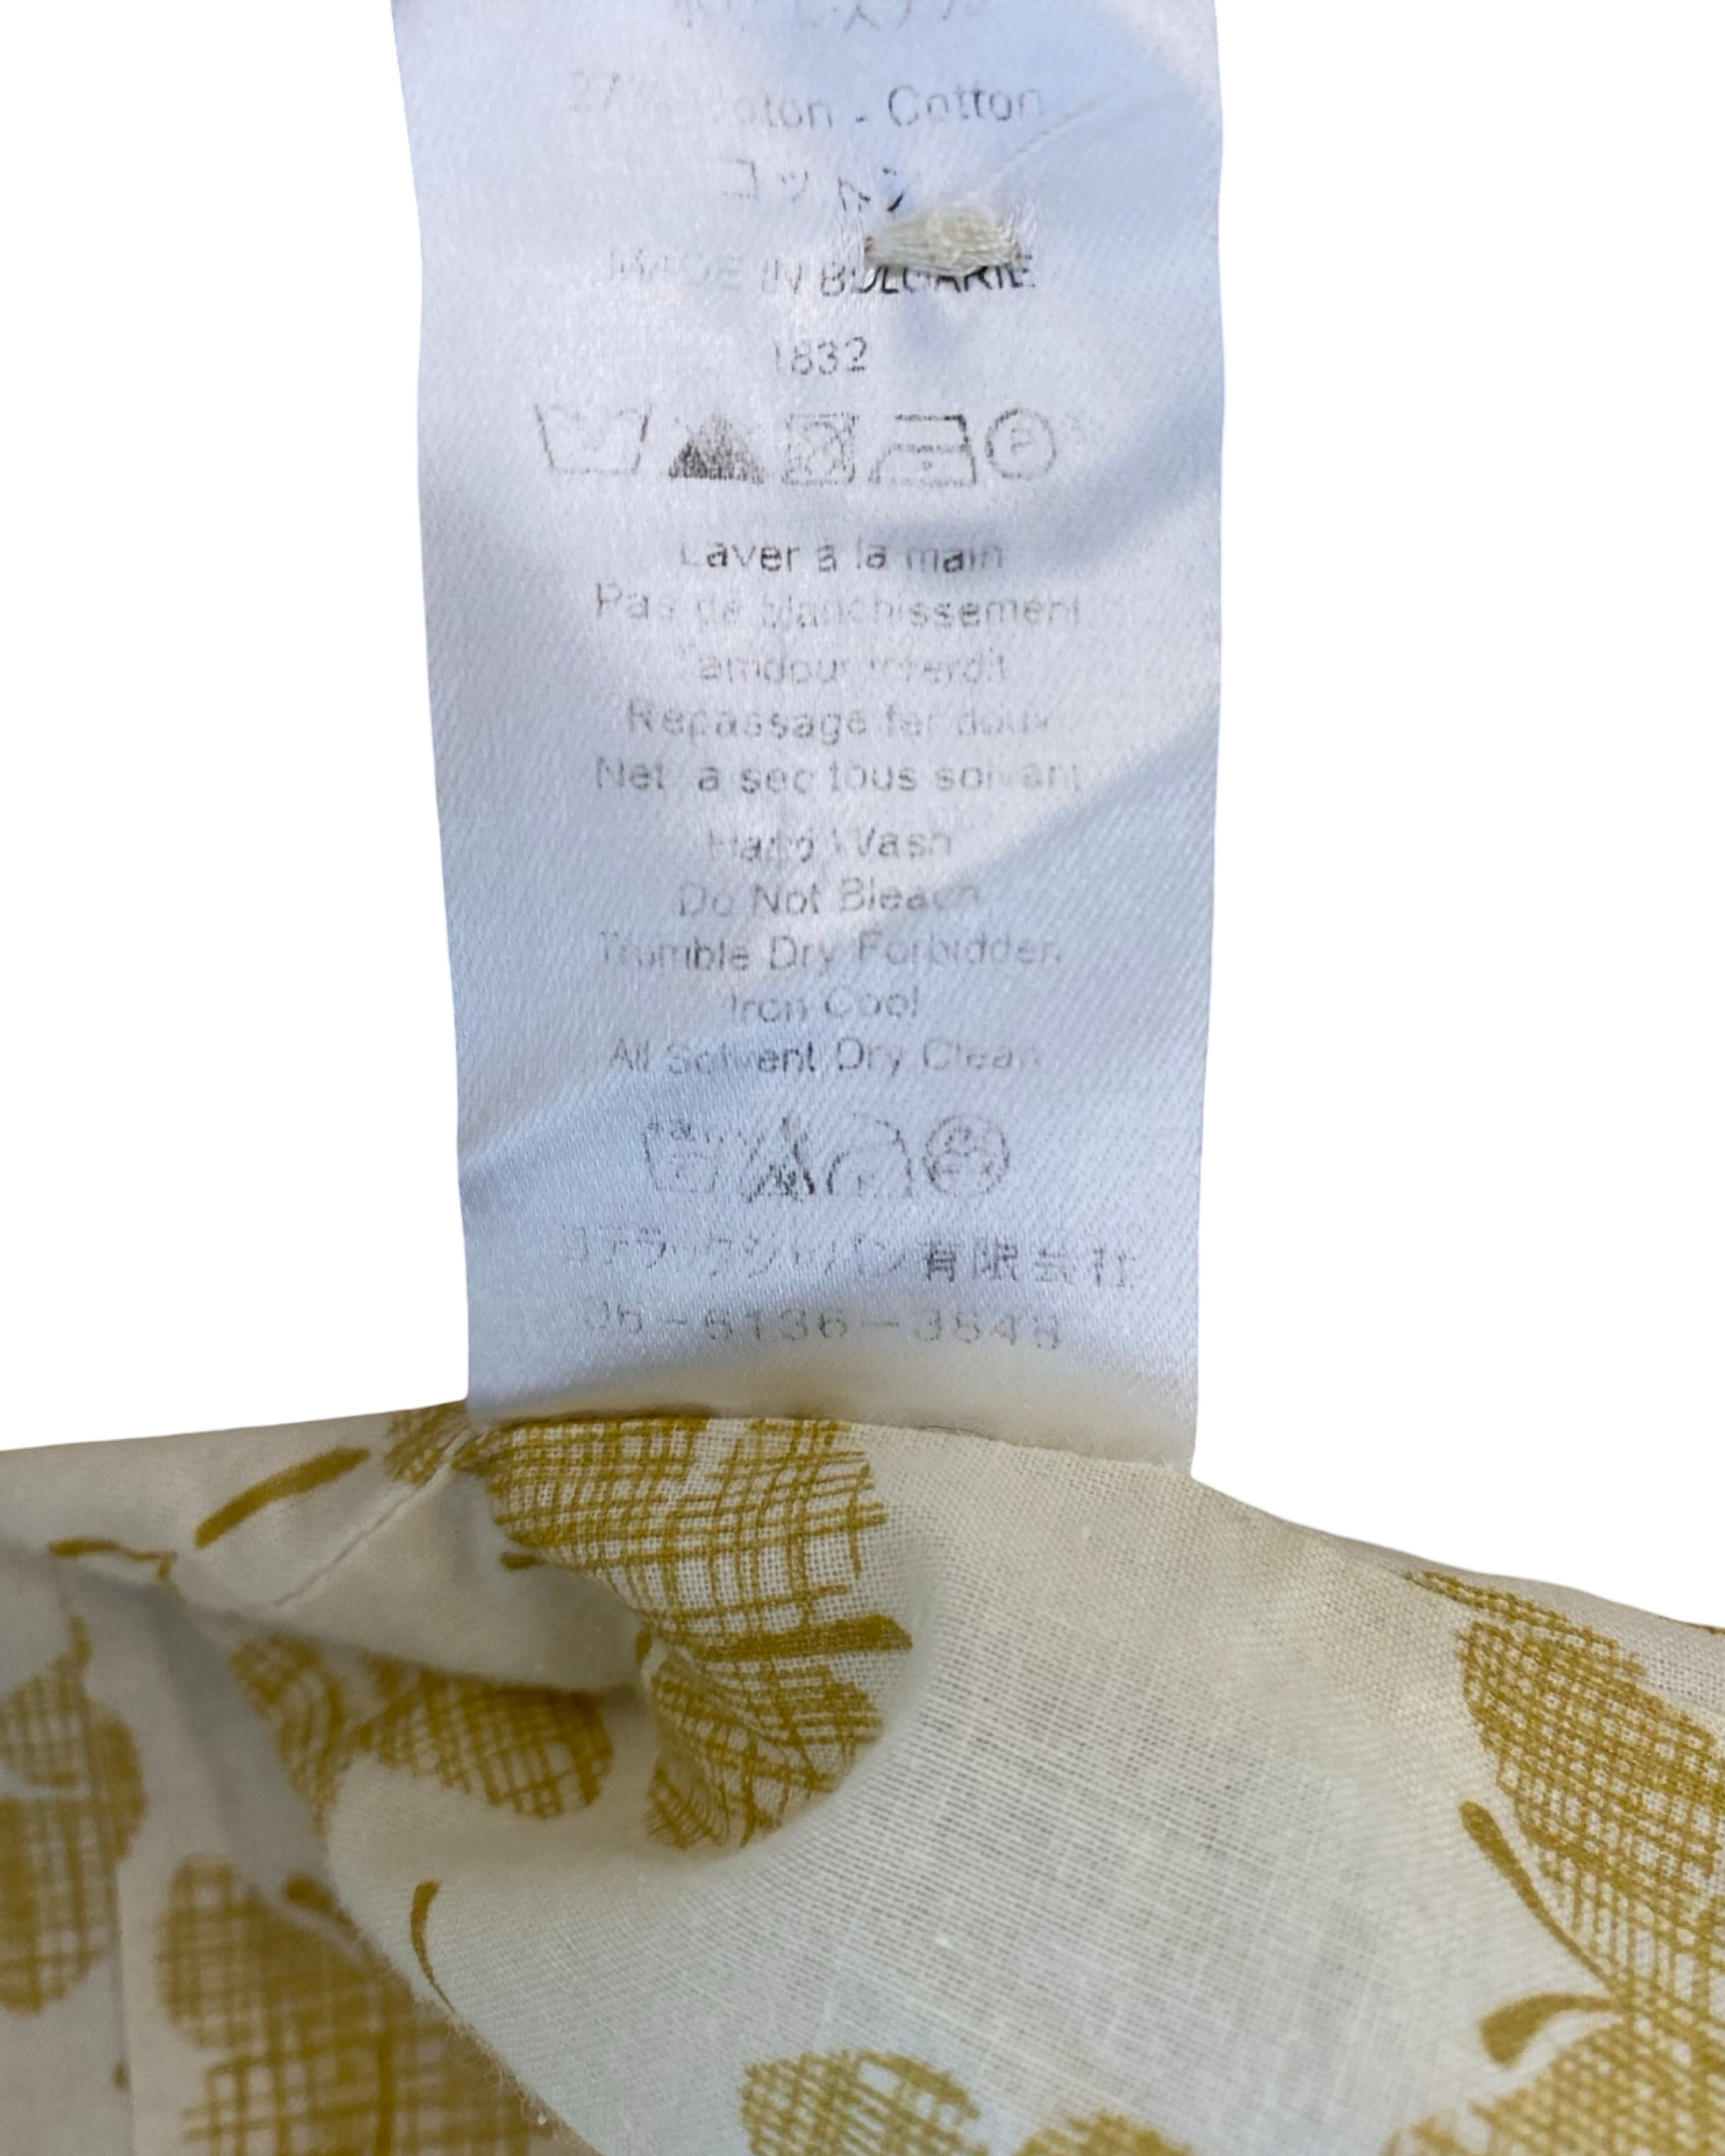 27% Coton - Cotton
コットン
MADE IN BULGARIE
1832
Laver à la main
Pas de blanchissement
Tambour interdit
Repassage fer doux
Net. à sec tous solvant
Hand Wash
Do Not Bleach
Trumble Dry Forbidden
Iron Cool
All Solvent Dry Clean
有限会社